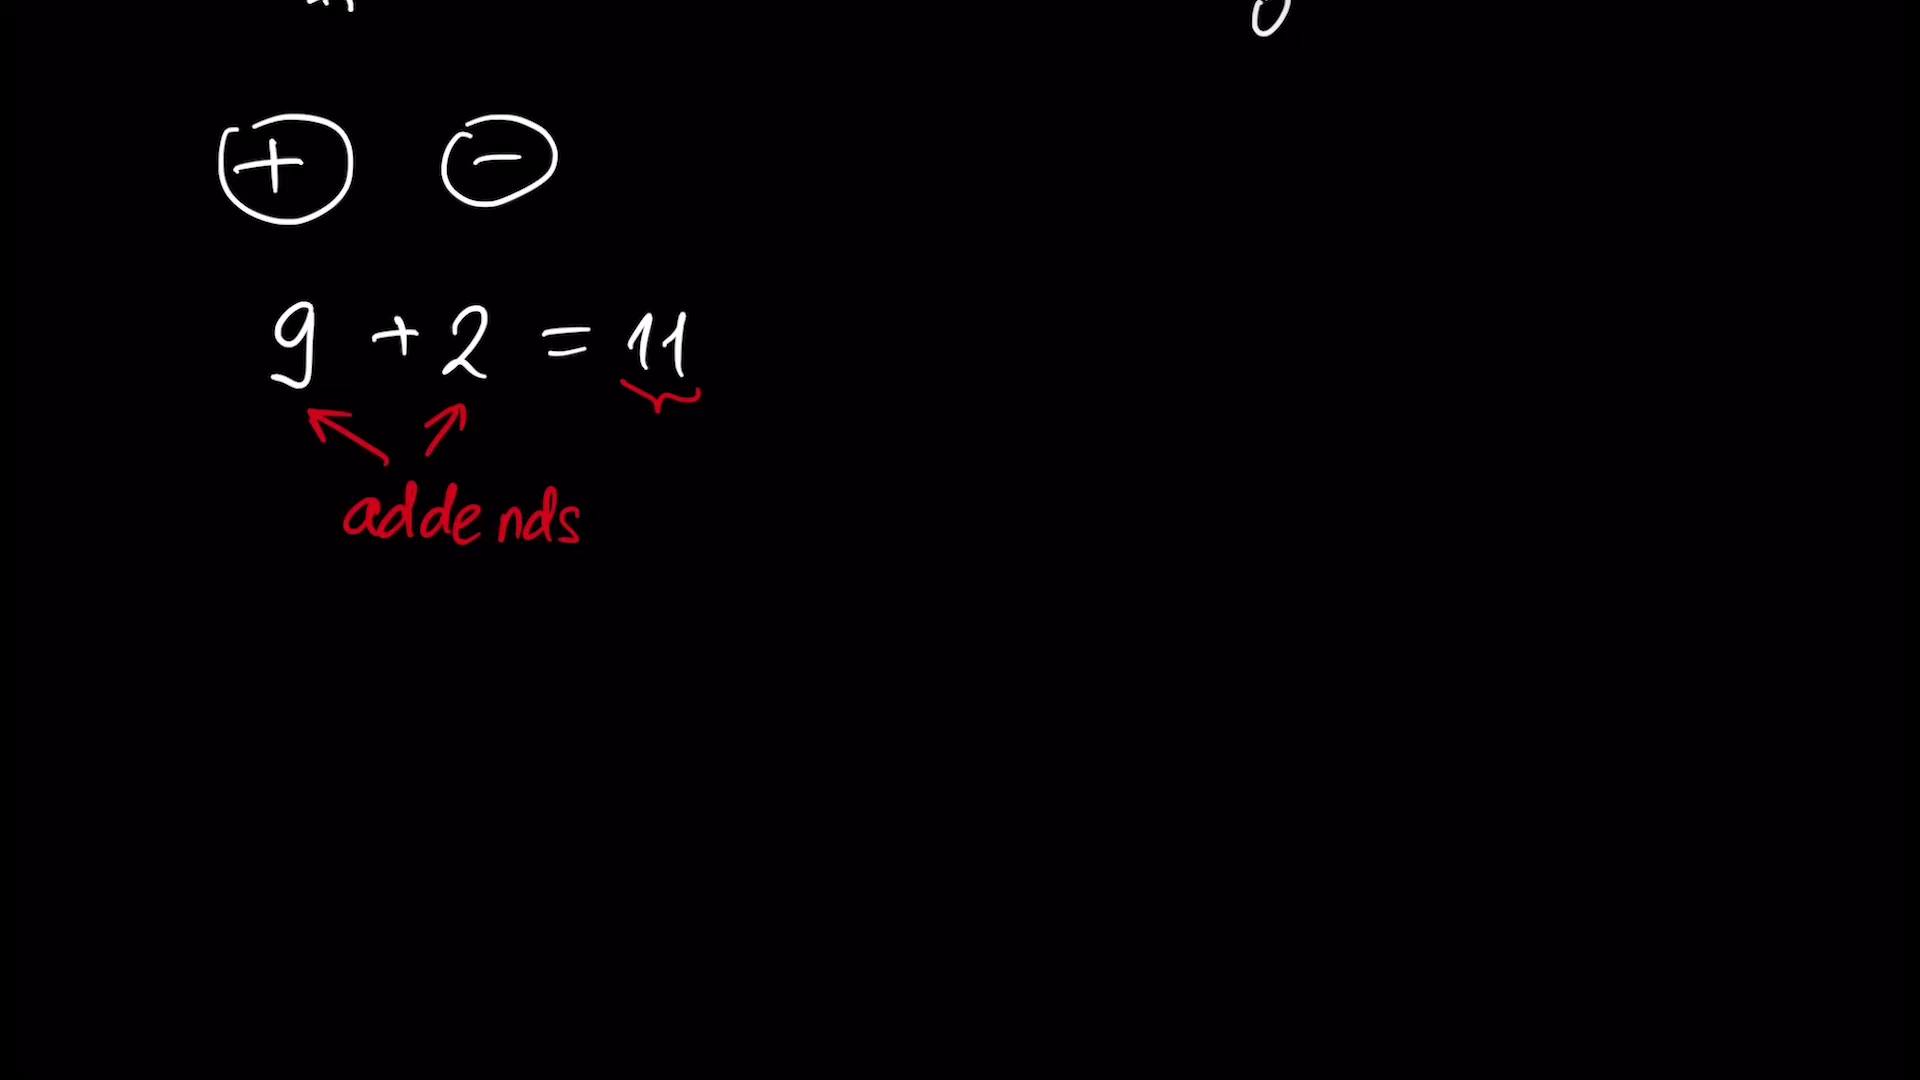 + -
9 + 2 = 11
addends